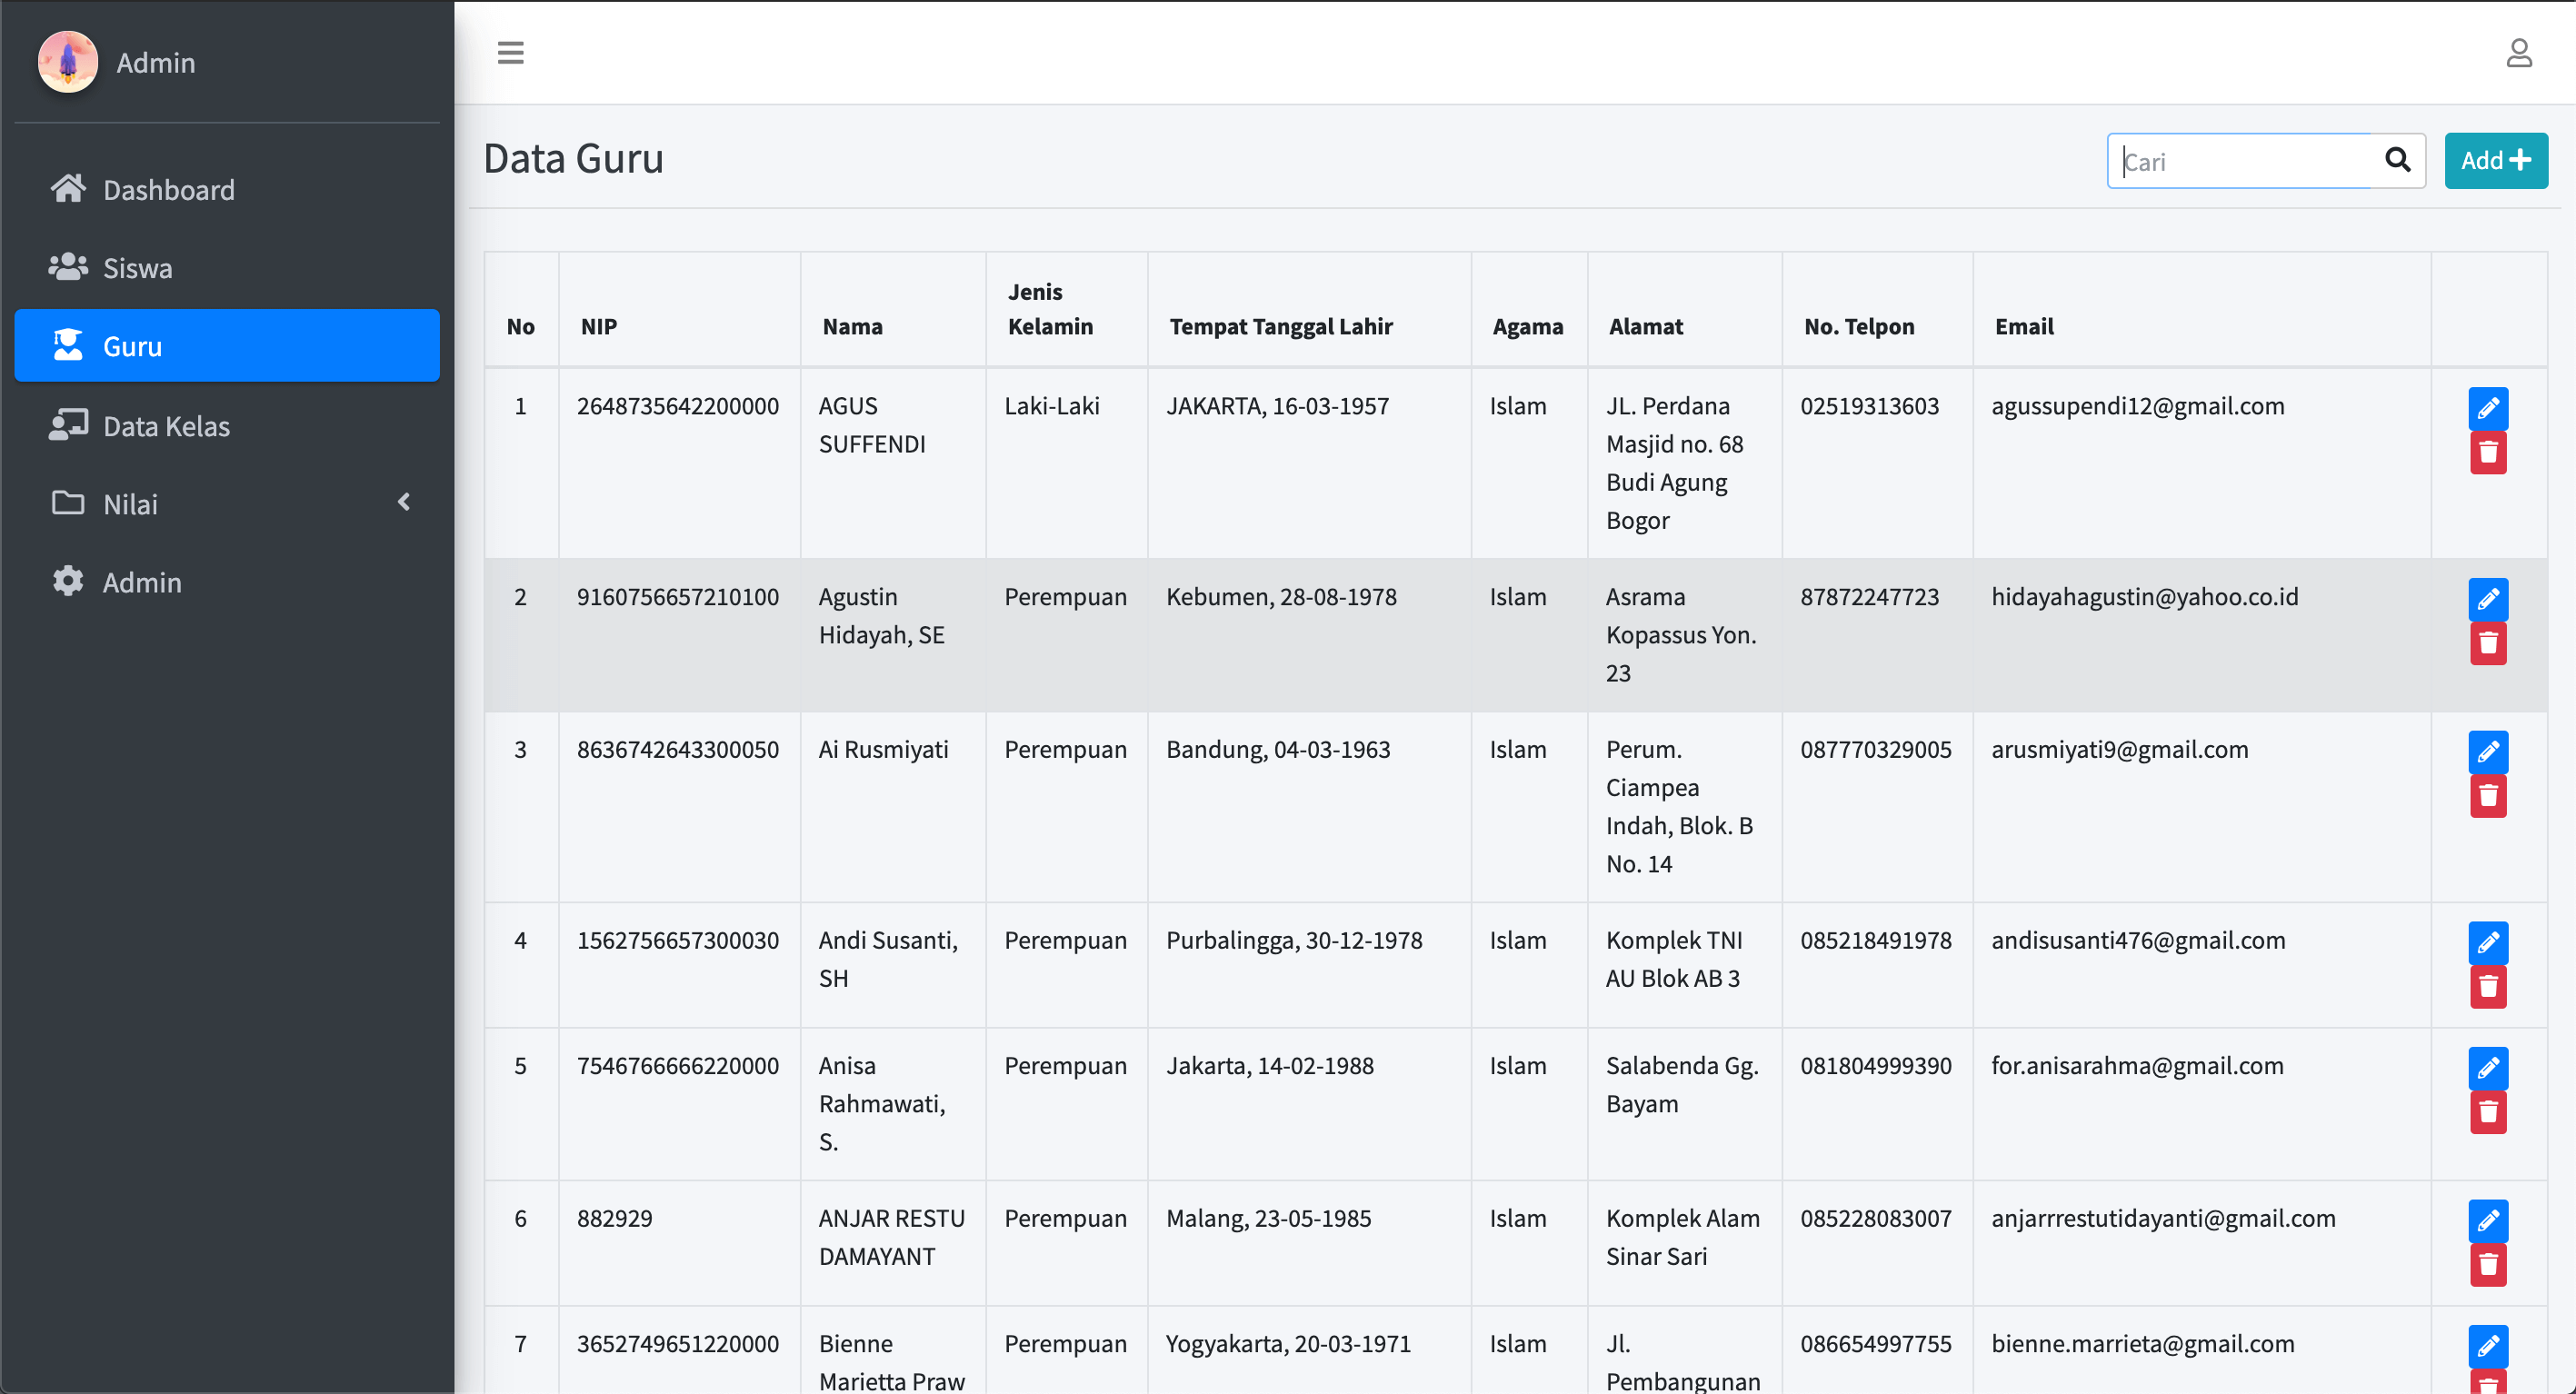 Admin
Dashboard
Siswa
Guru
Data Kelas
Nilai
Admin
Data Guru
Cari
Add
No NIP Nama Jenis Kelamin Tempat Tanggal Lahir Agama Alamat No. Telpon Email
1 2648735642200000 AGUS Laki-Laki JAKARTA, 16-03-1957 Islam JL. Perdana 02519313603 agussupendi12@gmail.com
SUFFENDI Masjid no. 68
Budi Agung
Bogor
2 9160756657210100 Agustin Perempuan Kebumen, 28-08-1978 Islam Asrama 87872247723 hidayahagustin@yahoo.co.id
Hidayah, SE Kopassus Yon.
23
3 8636742643300050 Ai Rusmiyati Perempuan Bandung, 04-03-1963 Islam Perum. 087770329005 arusmiyati9@gmail.com
Ciampea
Indah, Blok. B
No. 14
4 1562756657300030 Andi Susanti, Perempuan Purbalingga, 30-12-1978 Islam Komplek TNI 085218491978 andisusanti476@gmail.com
SH AU Blok AB 3
5 7546766666220000 Anisa Perempuan Jakarta, 14-02-1988 Islam Salabenda Gg. 081804999390 for.anisarahma@gmail.com
Rahmawati, Bayam
S.
6 882929 ANJAR RESTU Perempuan Malang, 23-05-1985 Islam Komplek Alam 085228083007 anjarrrestutidayanti@gmail.com
DAMAYANT Sinar Sari
7 3652749651220000 Bienne Perempuan Yogyakarta, 20-03-1971 Islam Jl. 086654997755 bienne.marrieta@gmail.com
Marietta Praw Pembangunan